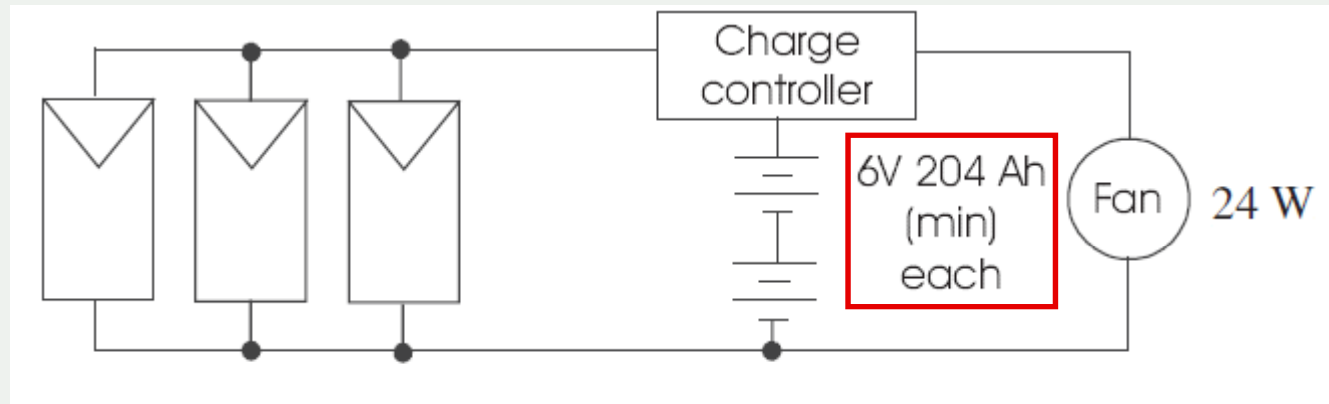 Charge
controller
6V 204 Ah
(min)
each
Fan
24 W